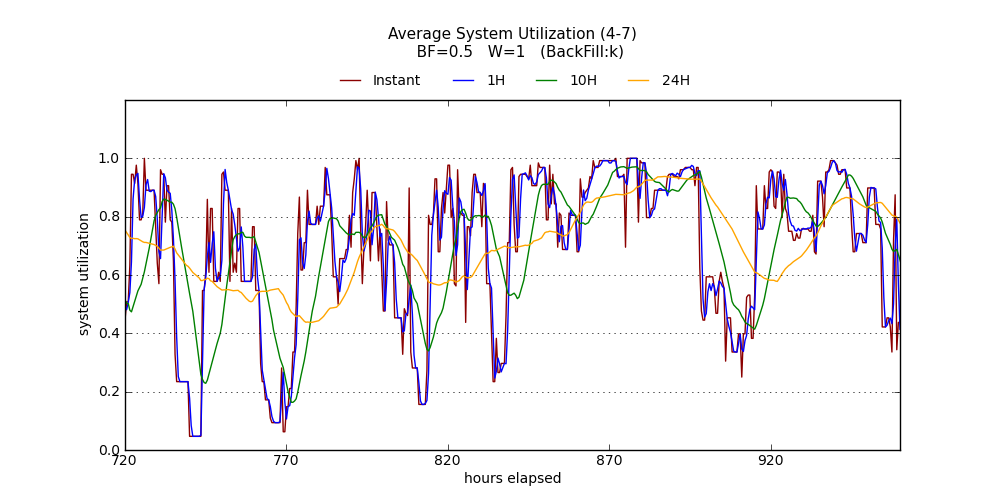 Average System Utilization (4-7)
BF=0.5   W=1   (BackFill:k)
Instant   1H   10H   24H
system utilization
1.0
0.8
0.6
0.4
0.2
0.0
720   770   820   870   920
hours elapsed